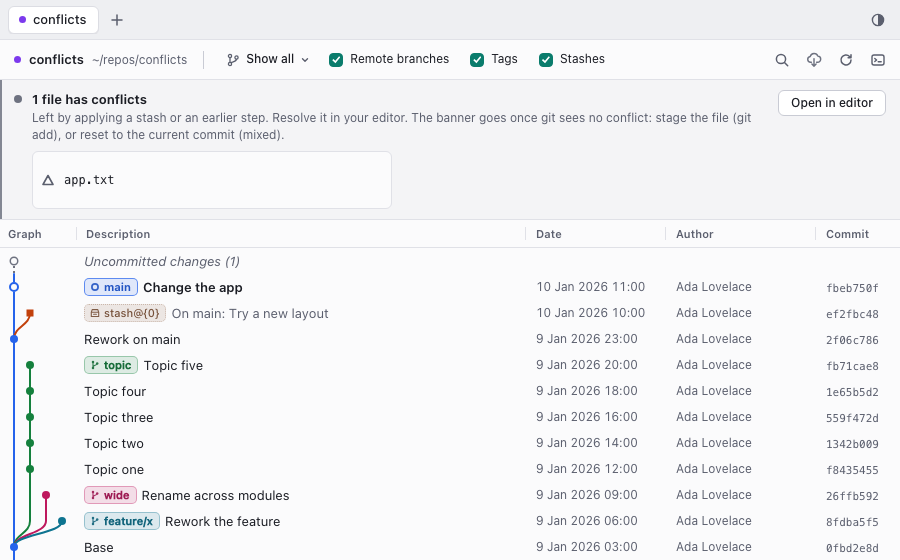 conflicts
conflicts ~/repos/conflicts Show all Remote branches Tags Stashes
1 file has conflicts
Open in editor
Left by applying a stash or an earlier step. Resolve it in your editor. The banner goes once git sees no conflict: stage the file (git
add), or reset to the current commit (mixed).
app.txt
Graph Description Date Author Commit
Uncommitted changes (1)
main Change the app 10 Jan 2026 11:00 Ada Lovelace fbeb750f
stash@{0} On main: Try a new layout 10 Jan 2026 10:00 Ada Lovelace ef2fbc48
Rework on main 9 Jan 2026 23:00 Ada Lovelace 2f06c786
topic Topic five 9 Jan 2026 20:00 Ada Lovelace fb71cae8
Topic four 9 Jan 2026 18:00 Ada Lovelace 1e65b5d2
Topic three 9 Jan 2026 16:00 Ada Lovelace 559f472d
Topic two 9 Jan 2026 14:00 Ada Lovelace 1342b009
Topic one 9 Jan 2026 12:00 Ada Lovelace f8435455
wide Rename across modules 9 Jan 2026 09:00 Ada Lovelace 26ffb592
feature/x Rework the feature 9 Jan 2026 06:00 Ada Lovelace 8fdba5f5
Base 9 Jan 2026 03:00 Ada Lovelace 0fbd2e8d